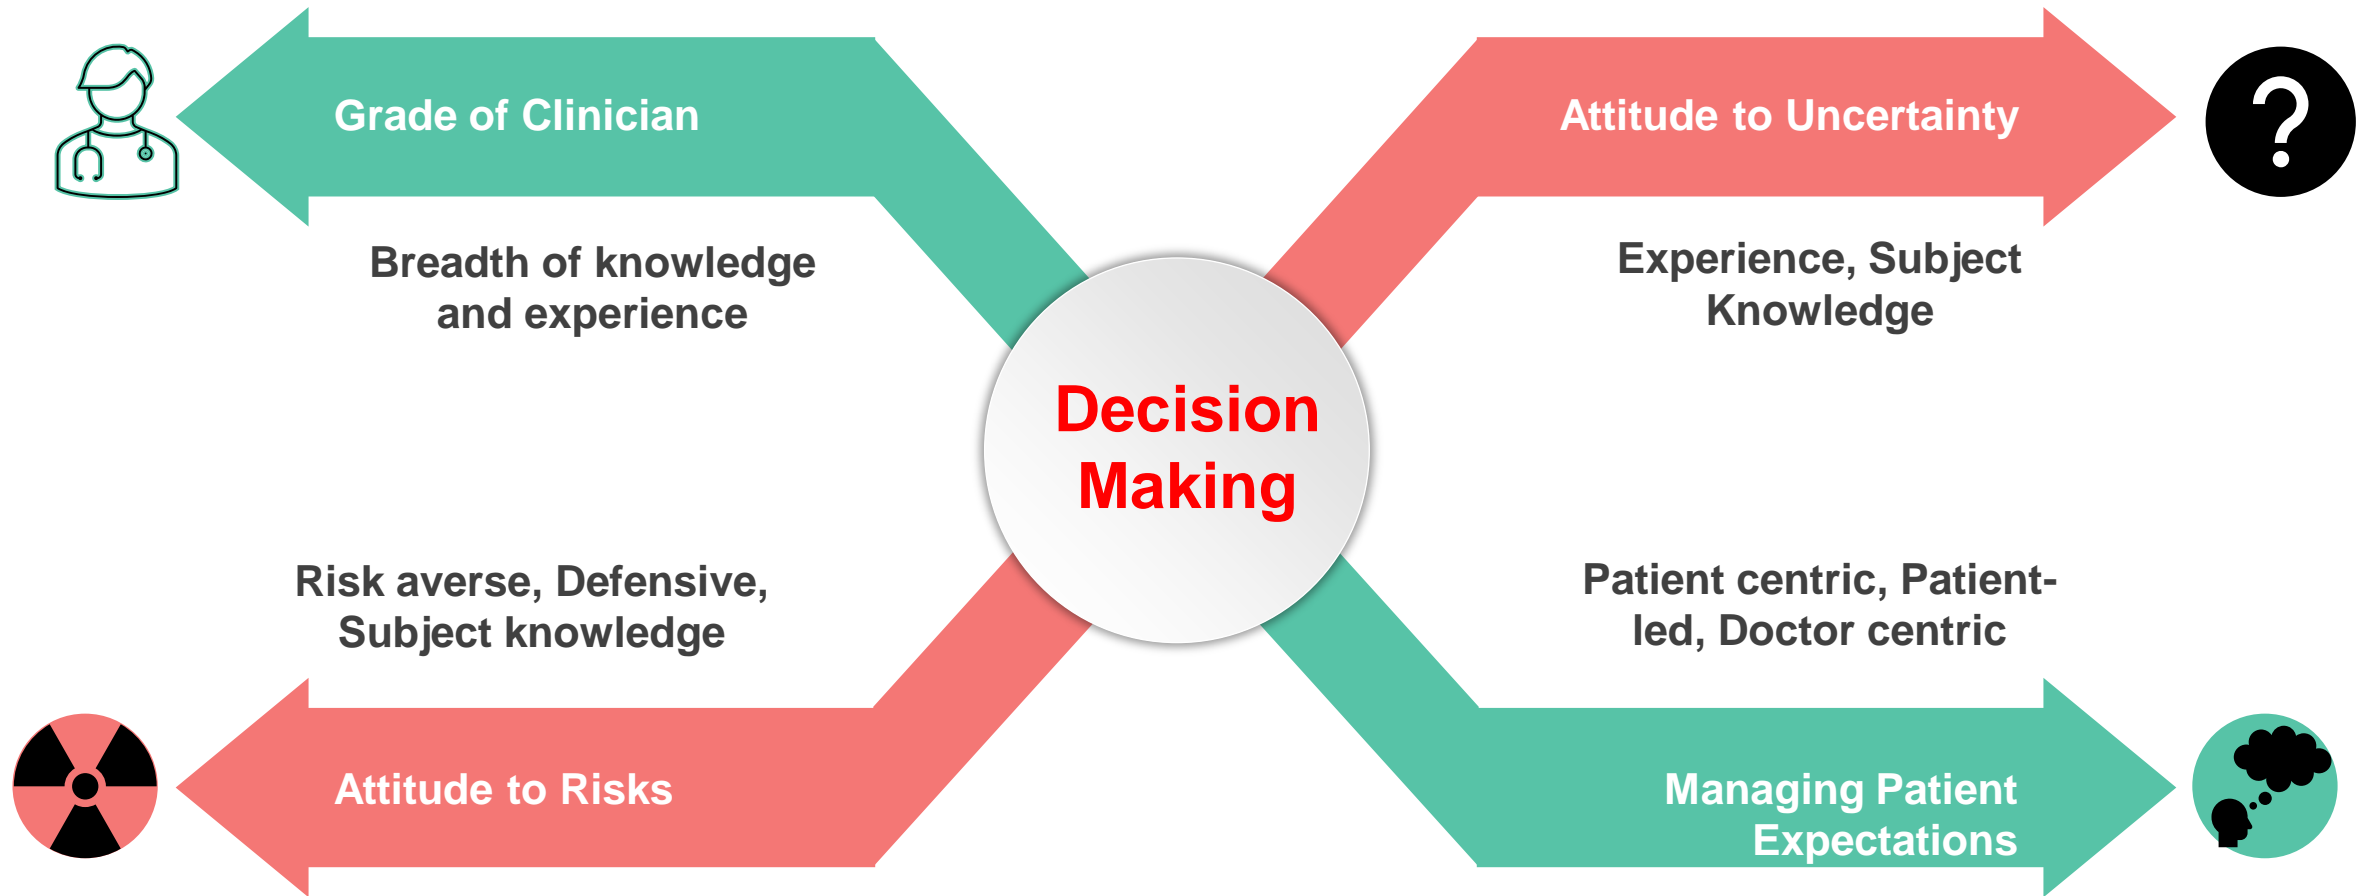 Grade of Clinician
Attitude to Uncertainty
Breadth of knowledge
and experience
Experience, Subject
Knowledge
Decision
Making
Risk averse, Defensive,
Subject knowledge
Patient centric, Patient-
led, Doctor centric
Attitude to Risks
Managing Patient
Expectations